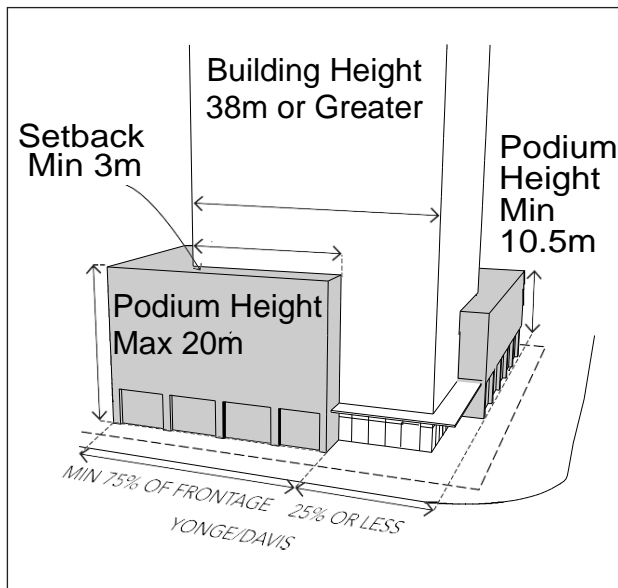 Building Height
38m or Greater
Setback
Min 3m
Podium
Height
Min
10.5m
Podium Height
Max 20m
MIN 75% OF FRONTAGE
25% OR LESS
YONGE/DAVIS